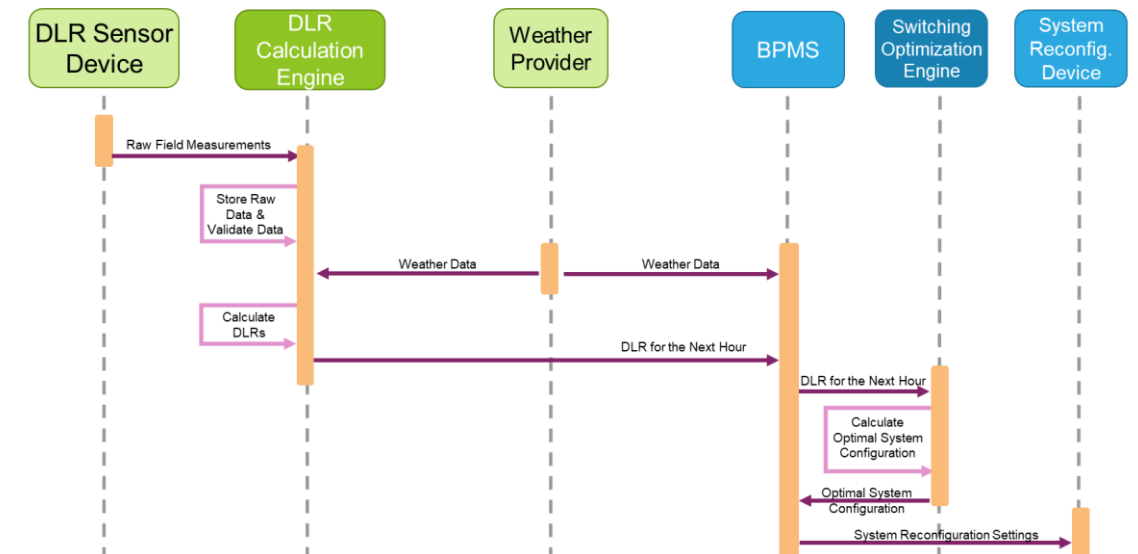 DLR Sensor
Device
DLR
Calculation
Engine
Weather
Provider
BPMS
Switching
Optimization
Engine
System
Reconfig.
Device
Raw Field Measurements
Store Raw
Data &
Validate Data
Weather Data
Weather Data
Calculate
DLRs
DLR for the Next Hour
DLR for the Next Hour
Calculate
Optimal System
Configuration
Optimal System
Configuration
System Reconfiguration Settings